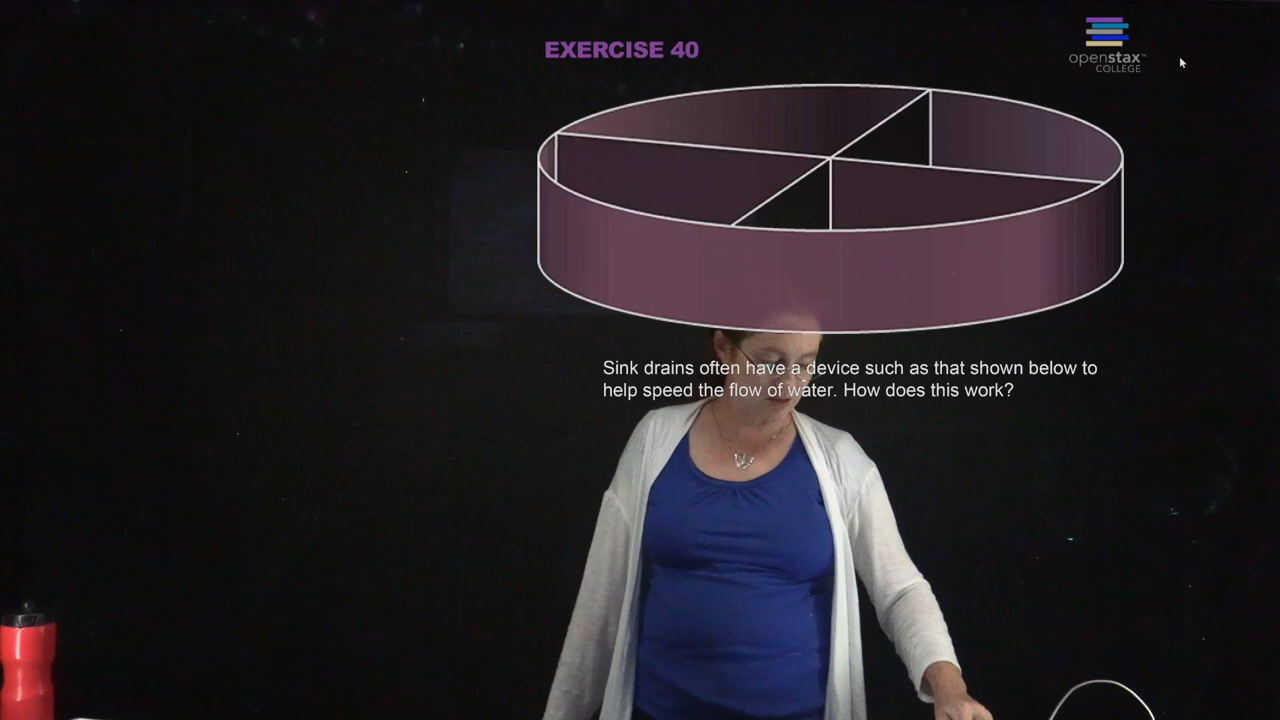 EXERCISE 40
openstax™
COLLEGE
Sink drains often have a device such as that shown below to
help speed the flow of water. How does this work?